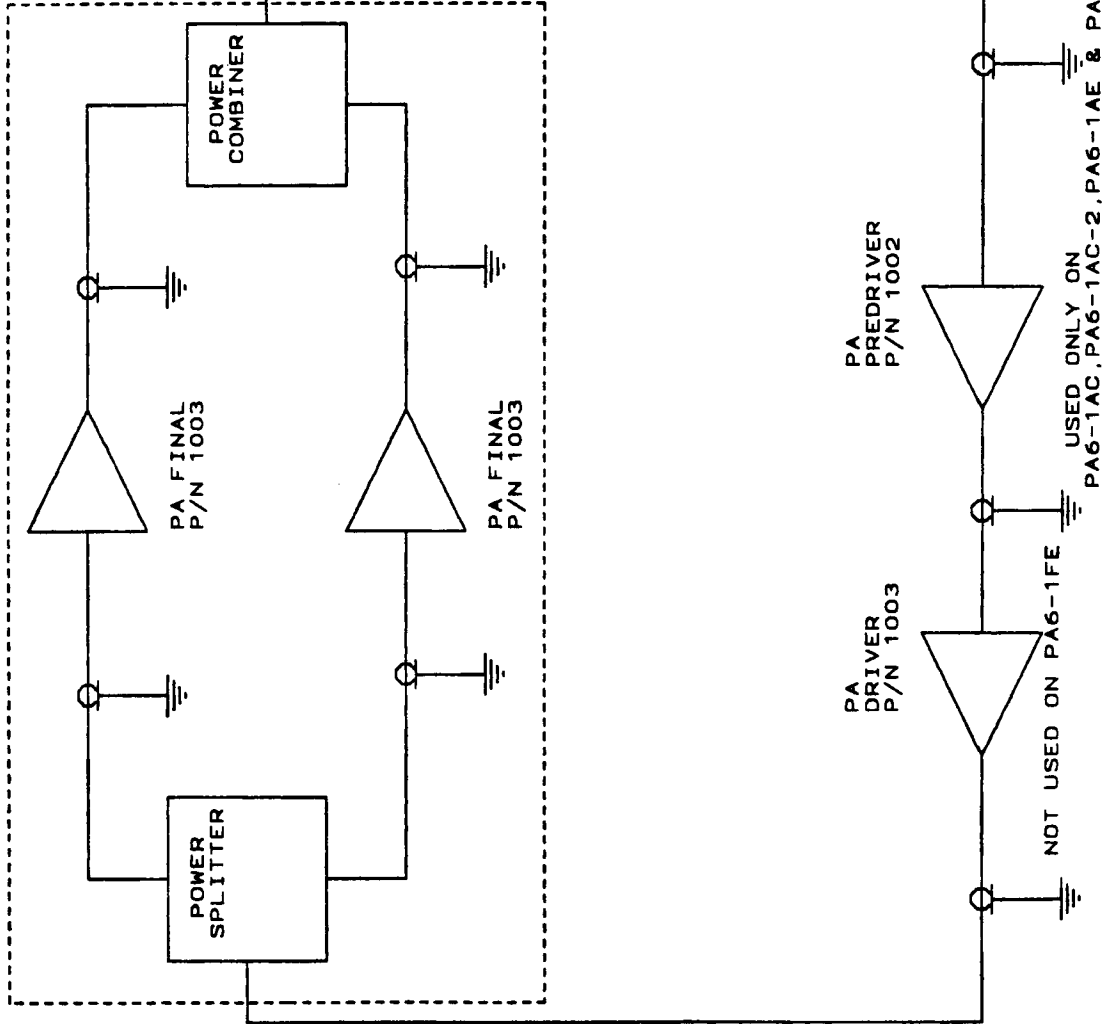 POWER
COMBINER
PA FINAL
P/N 1003
PA FINAL
P/N 1003
POWER
SPLITTER
PA
PREDRIVER
P/N 1002
USED ONLY ON
PA6-1AC,PA6-1AC-2,PA6-1AE & PA
PA
DRIVER
P/N 1003
NOT USED ON PA6-1FE